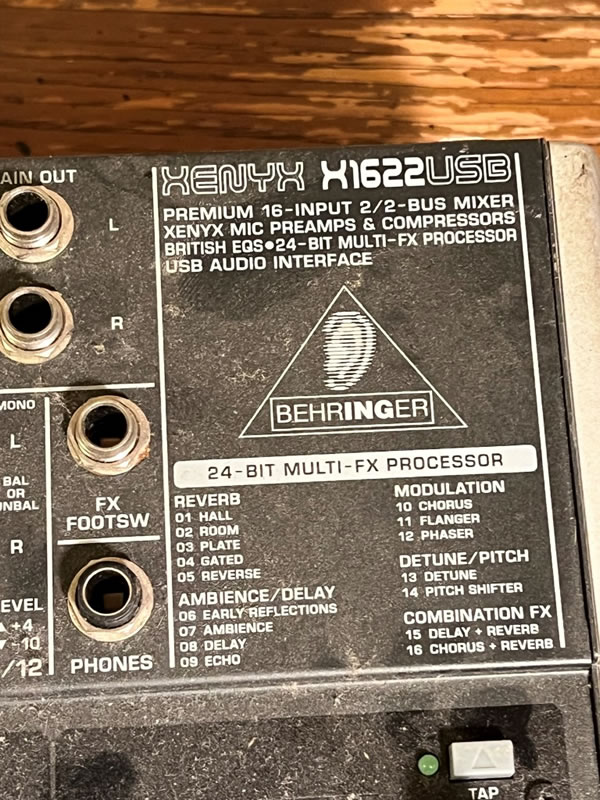 AIN OUT
L
R
MONO
L
BAL
OR
UNBAL
R
EVEL
▲ +4
▼ -10
/12
FX
FOOTSW
PHONES
XENYX X1622USB
PREMIUM 16-INPUT 2/2-BUS MIXER
XENYX MIC PREAMPS & COMPRESSORS
BRITISH EQS•24-BIT MULTI-FX PROCESSOR
USB AUDIO INTERFACE
BEHRINGER
24-BIT MULTI-FX PROCESSOR
REVERB
01 HALL
02 ROOM
03 PLATE
04 GATED
05 REVERSE
AMBIENCE/DELAY
06 EARLY REFLECTIONS
07 AMBIENCE
08 DELAY
09 ECHO
MODULATION
10 CHORUS
11 FLANGER
12 PHASER
DETUNE/PITCH
13 DETUNE
14 PITCH SHIFTER
COMBINATION FX
15 DELAY + REVERB
16 CHORUS + REVERB
TAP